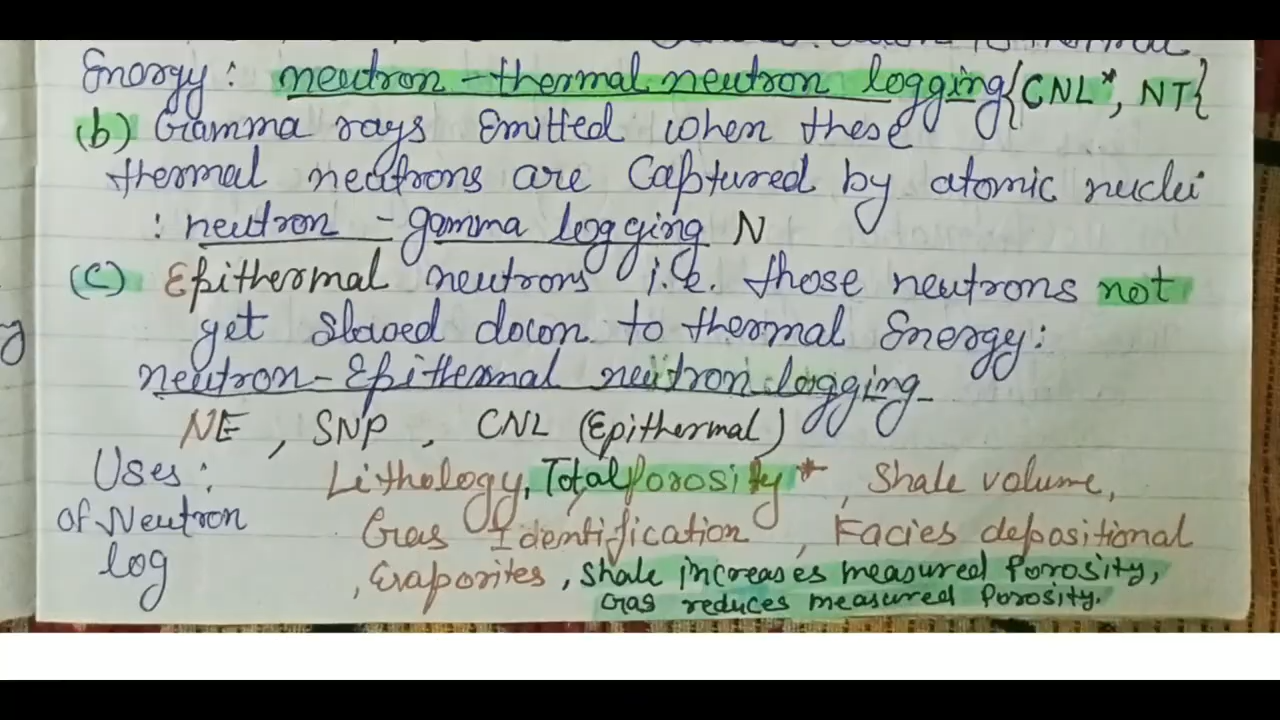 Energy: neutron-thermal neutron logging{CNL*, NT{
(b) Gamma rays Emitted when these
thermal neutrons are Captured by atomic nuclei
: neutron - gamma logging N
(c) Epithermal neutrons i.e. those neutrons not
get slowed down to thermal Energy:
neutron-Epithermal neutron logging-
NE, SNP, CNL (Epithermal)
Uses: Lithology, Total porosity*, Shale volume,
Of Neutron Gas Identification, Facies depositional
log , Evaporites, Shale increases measured Porosity,
Gas reduces measured Porosity.